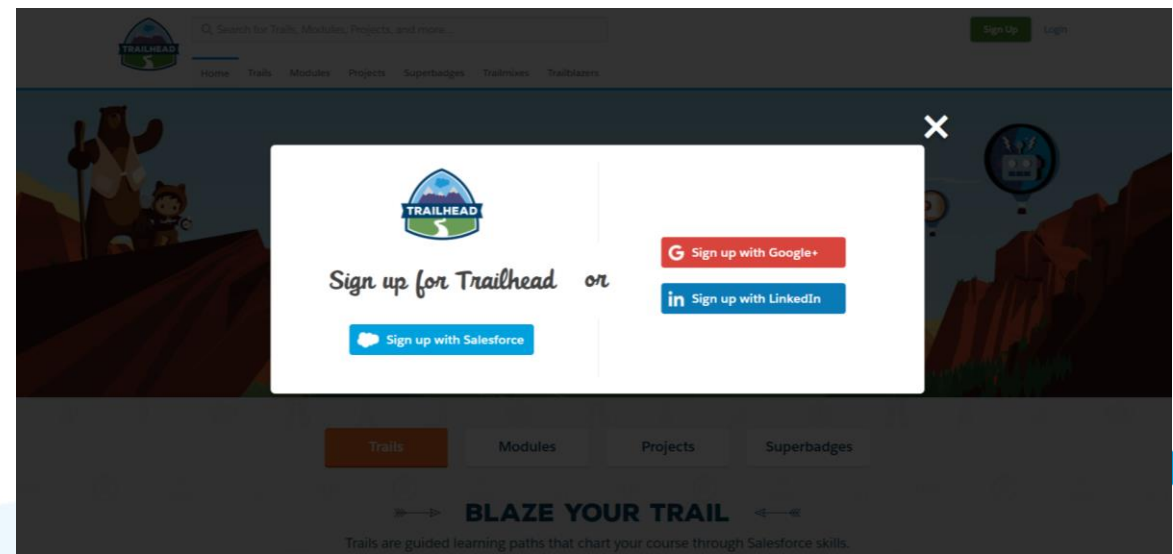 TRAILHEAD
Search for Trails, Modules, Projects, and more...
Sign Up
Login
Home Trails Modules Projects Superbadges Trailmixes Trailblazers
TRAILHEAD
Sign up for Trailhead
or
Sign up with Salesforce
G Sign up with Google+
in Sign up with LinkedIn
Trails
Modules
Projects
Superbadges
BLAZE YOUR TRAIL
Trails are guided learning paths that chart your course through Salesforce skills.